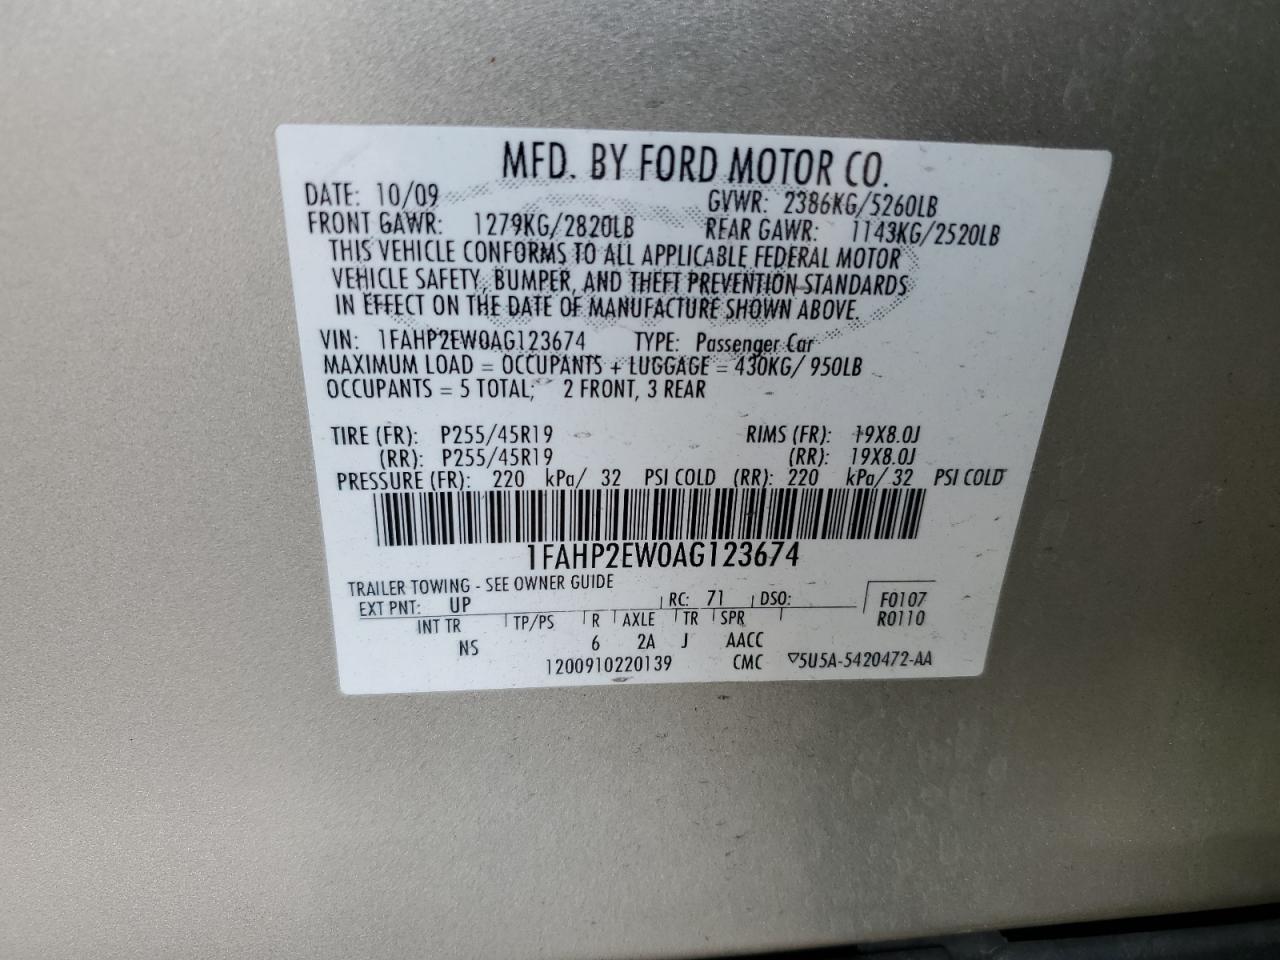 MFD. BY FORD MOTOR CO.
DATE: 10/09 GVWR: 2386KG/5260LB
FRONT GAWR: 1279KG/2820LB REAR GAWR: 1143KG/2520LB
THIS VEHICLE CONFORMS TO ALL APPLICABLE FEDERAL MOTOR
VEHICLE SAFETY, BUMPER, AND THEFT PREVENTION STANDARDS
IN EFFECT ON THE DATE OF MANUFACTURE SHOWN ABOVE.
VIN: 1FAHP2EW0AG123674 TYPE: Passenger Car
MAXIMUM LOAD = OCCUPANTS + LUGGAGE = 430KG/ 950LB
OCCUPANTS = 5 TOTAL; 2 FRONT, 3 REAR
TIRE (FR): P255/45R19 RIMS (FR): 19X8.0J
(RR): P255/45R19 (RR): 19X8.0J
PRESSURE (FR): 220 kPa/ 32 PSI COLD (RR): 220 kPa/ 32 PSI COLD
1FAHP2EW0AG123674
TRAILER TOWING - SEE OWNER GUIDE
EXT PNT: UP RC: 71 DSO: F0107
INT TR TP/PS R AXLE TR SPR R0110
NS 6 2A J AACC
1200910220139 CMC ▽5U5A-5420472-AA